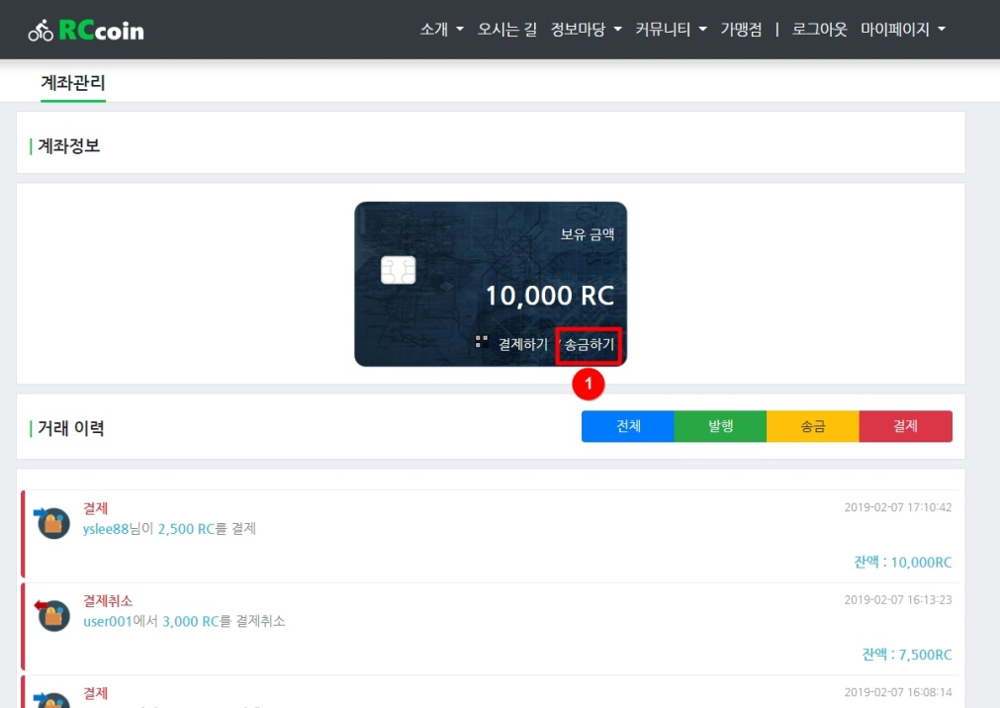 RCcoin 소개 오시는 길 정보마당 커뮤니티 가맹점 | 로그아웃 마이페이지
계좌관리
계좌정보
보유 금액
10,000 RC
결제하기 송금하기
1
거래 이력 전체 발행 송금 결제
결제 2019-02-07 17:10:42
yslee88님이 2,500 RC를 결제
잔액 : 10,000RC
결제취소 2019-02-07 16:13:23
user001에서 3,000 RC를 결제취소
잔액 : 7,500RC
결제 2019-02-07 16:08:14